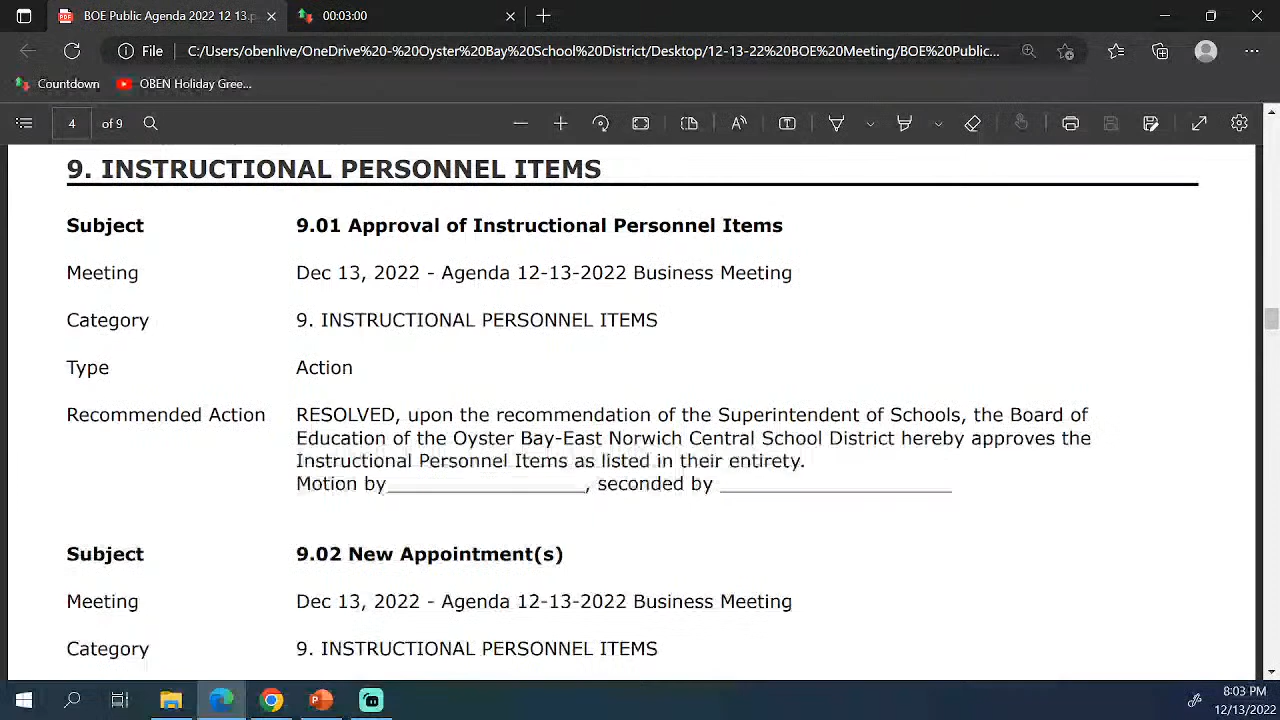 BOE Public Agenda 2022 12 13.p
00:03:00
File C:/Users/obenlive/OneDrive%20-%20Oyster%20Bay%20School%20District/Desktop/12-13-22%20BOE%20Meeting/BOE%20Public...
Countdown OBEN Holiday Gree...
4 of 9
9. INSTRUCTIONAL PERSONNEL ITEMS
Subject 9.01 Approval of Instructional Personnel Items
Meeting Dec 13, 2022 - Agenda 12-13-2022 Business Meeting
Category 9. INSTRUCTIONAL PERSONNEL ITEMS
Type Action
Recommended Action RESOLVED, upon the recommendation of the Superintendent of Schools, the Board of
Education of the Oyster Bay-East Norwich Central School District hereby approves the
Instructional Personnel Items as listed in their entirety.
Motion by____________________, seconded by ________________________
Subject 9.02 New Appointment(s)
Meeting Dec 13, 2022 - Agenda 12-13-2022 Business Meeting
Category 9. INSTRUCTIONAL PERSONNEL ITEMS
8:03 PM
12/13/2022